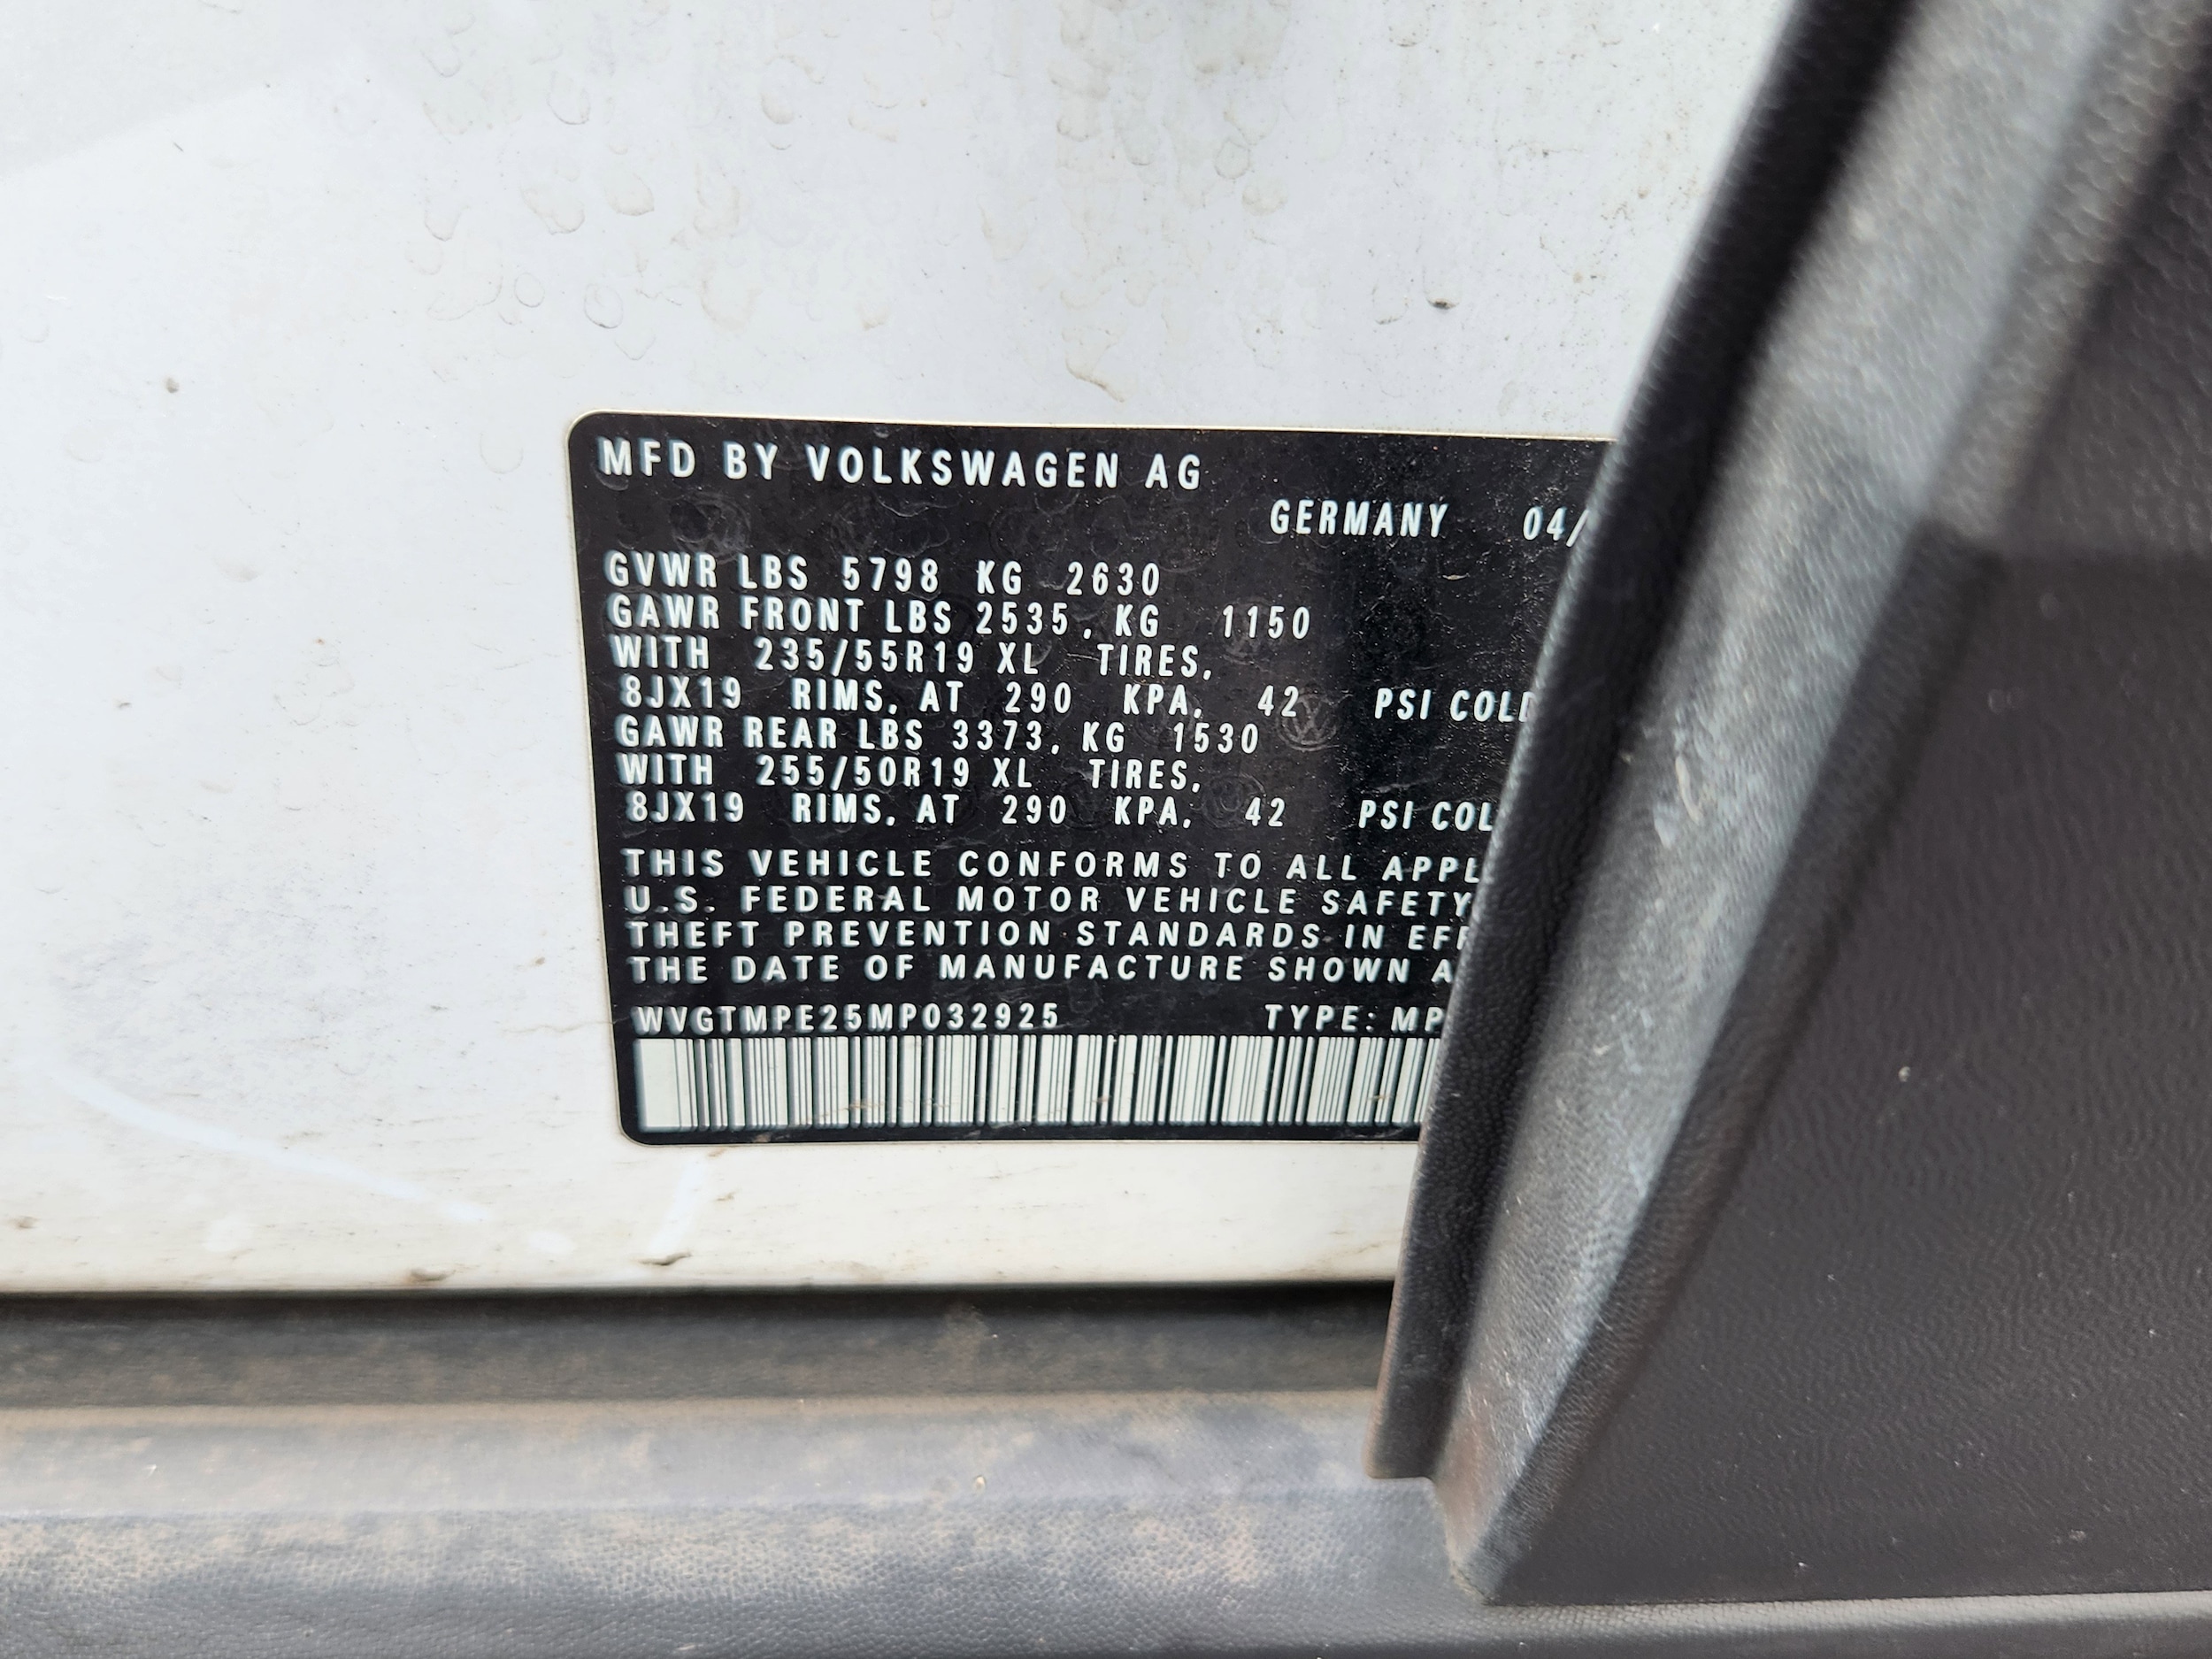 MFD BY VOLKSWAGEN AG
GERMANY 04/
GVWR LBS 5798 KG 2630
GAWR FRONT LBS 2535, KG 1150
WITH 235/55R19 XL TIRES,
8JX19 RIMS, AT 290 KPA, 42 PSI COLD
GAWR REAR LBS 3373, KG 1530
WITH 255/50R19 XL TIRES,
8JX19 RIMS, AT 290 KPA, 42 PSI COL
THIS VEHICLE CONFORMS TO ALL APPL
U.S. FEDERAL MOTOR VEHICLE SAFETY
THEFT PREVENTION STANDARDS IN EFF
THE DATE OF MANUFACTURE SHOWN A
WVGTMPE25MP032925 TYPE: MP